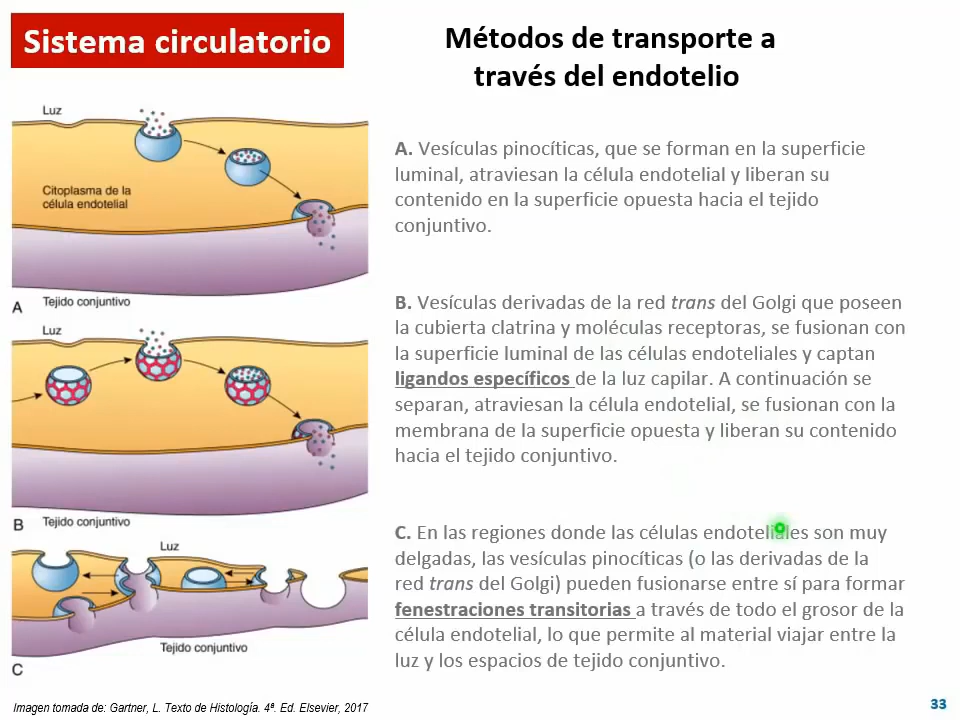 Sistema circulatorio
Métodos de transporte a
través del endotelio
Luz
Citoplasma de la
célula endotelial
A
Tejido conjuntivo
Luz
B
Tejido conjuntivo
Luz
Tejido conjuntivo
C
A. Vesículas pinocíticas, que se forman en la superficie
luminal, atraviesan la célula endotelial y liberan su
contenido en la superficie opuesta hacia el tejido
conjuntivo.
B. Vesículas derivadas de la red trans del Golgi que poseen
la cubierta clatrina y moléculas receptoras, se fusionan con
la superficie luminal de las células endoteliales y captan
ligandos específicos de la luz capilar. A continuación se
separan, atraviesan la célula endotelial, se fusionan con la
membrana de la superficie opuesta y liberan su contenido
hacia el tejido conjuntivo.
C. En las regiones donde las células endoteliales son muy
delgadas, las vesículas pinocíticas (o las derivadas de la
red trans del Golgi) pueden fusionarse entre sí para formar
fenestraciones transitorias a través de todo el grosor de la
célula endotelial, lo que permite al material viajar entre la
luz y los espacios de tejido conjuntivo.
Imagen tomada de: Gartner, L. Texto de Histología. 4ª. Ed. Elsevier, 2017
33